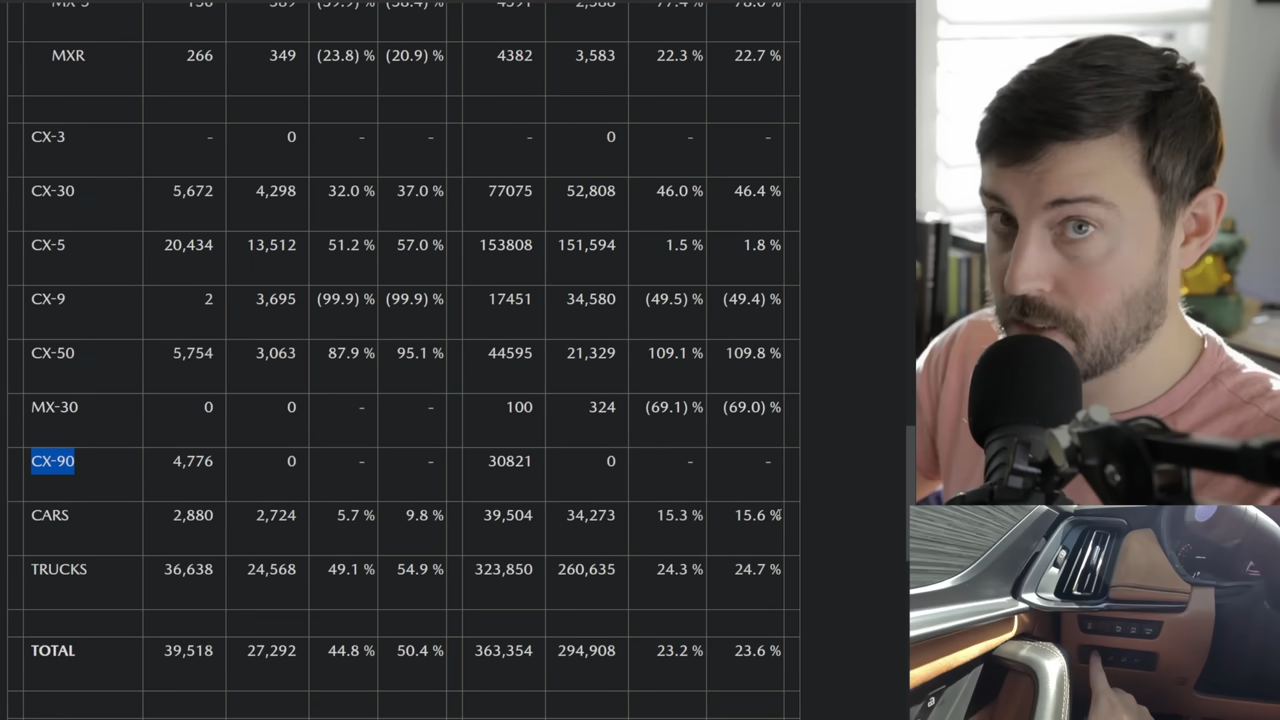 MXR 266 349 (23.8) % (20.9) % 4382 3,583 22.3 % 22.7 %
CX-3 - 0 - - - 0 - -
CX-30 5,672 4,298 32.0 % 37.0 % 77075 52,808 46.0 % 46.4 %
CX-5 20,434 13,512 51.2 % 57.0 % 153808 151,594 1.5 % 1.8 %
CX-9 2 3,695 (99.9) % (99.9) % 17451 34,580 (49.5) % (49.4) %
CX-50 5,754 3,063 87.9 % 95.1 % 44595 21,329 109.1 % 109.8 %
MX-30 0 0 - - 100 324 (69.1) % (69.0) %
CX-90 4,776 0 - - 30821 0 - -
CARS 2,880 2,724 5.7 % 9.8 % 39,504 34,273 15.3 % 15.6 %
TRUCKS 36,638 24,568 49.1 % 54.9 % 323,850 260,635 24.3 % 24.7 %
TOTAL 39,518 27,292 44.8 % 50.4 % 363,354 294,908 23.2 % 23.6 %